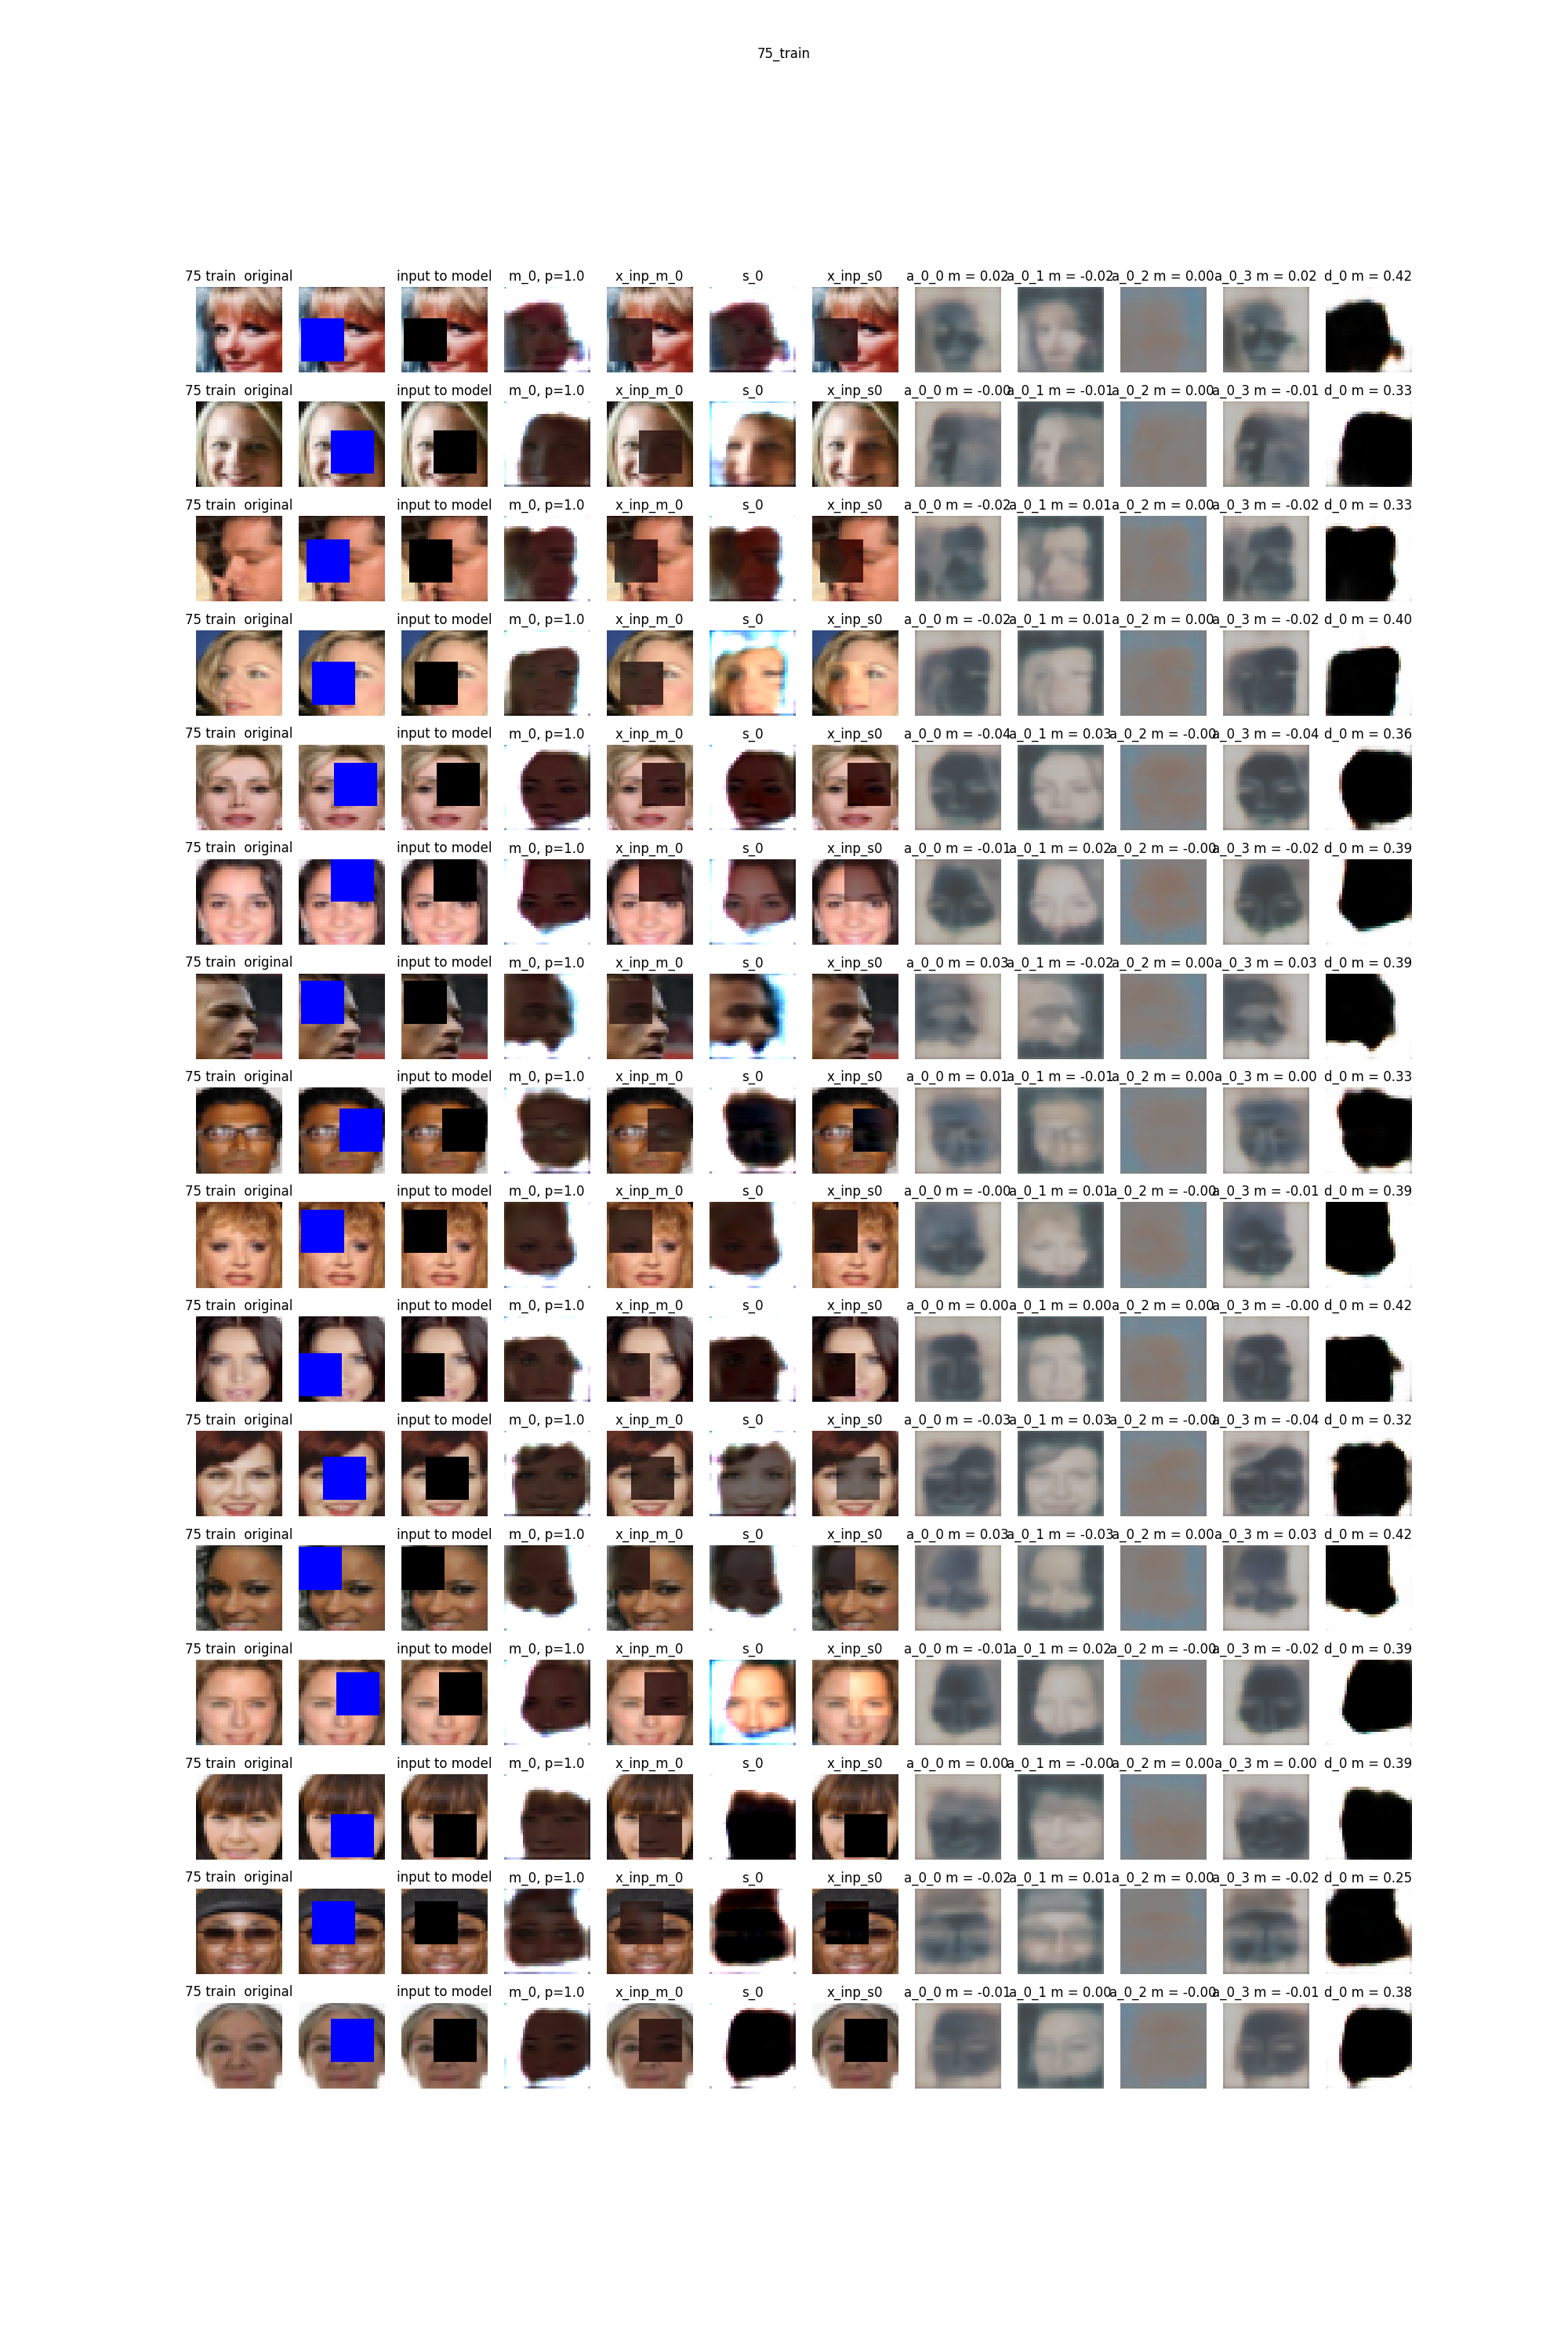 75_train
75 train  original input to model m_0, p=1.0 x_inp_m_0 s_0 x_inp_s0 a_0_0 m = 0.02 a_0_1 m = -0.02 a_0_2 m = 0.00 a_0_3 m = 0.02 d_0 m = 0.42
75 train  original input to model m_0, p=1.0 x_inp_m_0 s_0 x_inp_s0 a_0_0 m = -0.00 a_0_1 m = -0.01 a_0_2 m = 0.00 a_0_3 m = -0.01 d_0 m = 0.33
75 train  original input to model m_0, p=1.0 x_inp_m_0 s_0 x_inp_s0 a_0_0 m = -0.02 a_0_1 m = 0.01 a_0_2 m = 0.00 a_0_3 m = -0.02 d_0 m = 0.33
75 train  original input to model m_0, p=1.0 x_inp_m_0 s_0 x_inp_s0 a_0_0 m = -0.02 a_0_1 m = 0.01 a_0_2 m = 0.00 a_0_3 m = -0.02 d_0 m = 0.40
75 train  original input to model m_0, p=1.0 x_inp_m_0 s_0 x_inp_s0 a_0_0 m = -0.04 a_0_1 m = 0.03 a_0_2 m = -0.00 a_0_3 m = -0.04 d_0 m = 0.36
75 train  original input to model m_0, p=1.0 x_inp_m_0 s_0 x_inp_s0 a_0_0 m = -0.01 a_0_1 m = 0.02 a_0_2 m = -0.00 a_0_3 m = -0.02 d_0 m = 0.39
75 train  original input to model m_0, p=1.0 x_inp_m_0 s_0 x_inp_s0 a_0_0 m = 0.03 a_0_1 m = -0.02 a_0_2 m = 0.00 a_0_3 m = 0.03 d_0 m = 0.39
75 train  original input to model m_0, p=1.0 x_inp_m_0 s_0 x_inp_s0 a_0_0 m = 0.01 a_0_1 m = -0.01 a_0_2 m = 0.00 a_0_3 m = 0.00 d_0 m = 0.33
75 train  original input to model m_0, p=1.0 x_inp_m_0 s_0 x_inp_s0 a_0_0 m = -0.00 a_0_1 m = 0.01 a_0_2 m = -0.00 a_0_3 m = -0.01 d_0 m = 0.39
75 train  original input to model m_0, p=1.0 x_inp_m_0 s_0 x_inp_s0 a_0_0 m = 0.00 a_0_1 m = 0.00 a_0_2 m = 0.00 a_0_3 m = -0.00 d_0 m = 0.42
75 train  original input to model m_0, p=1.0 x_inp_m_0 s_0 x_inp_s0 a_0_0 m = -0.03 a_0_1 m = 0.03 a_0_2 m = -0.00 a_0_3 m = -0.04 d_0 m = 0.32
75 train  original input to model m_0, p=1.0 x_inp_m_0 s_0 x_inp_s0 a_0_0 m = 0.03 a_0_1 m = -0.03 a_0_2 m = 0.00 a_0_3 m = 0.03 d_0 m = 0.42
75 train  original input to model m_0, p=1.0 x_inp_m_0 s_0 x_inp_s0 a_0_0 m = -0.01 a_0_1 m = 0.02 a_0_2 m = -0.00 a_0_3 m = -0.02 d_0 m = 0.39
75 train  original input to model m_0, p=1.0 x_inp_m_0 s_0 x_inp_s0 a_0_0 m = 0.00 a_0_1 m = -0.00 a_0_2 m = 0.00 a_0_3 m = 0.00 d_0 m = 0.39
75 train  original input to model m_0, p=1.0 x_inp_m_0 s_0 x_inp_s0 a_0_0 m = -0.02 a_0_1 m = 0.01 a_0_2 m = 0.00 a_0_3 m = -0.02 d_0 m = 0.25
75 train  original input to model m_0, p=1.0 x_inp_m_0 s_0 x_inp_s0 a_0_0 m = -0.01 a_0_1 m = 0.00 a_0_2 m = -0.00 a_0_3 m = -0.01 d_0 m = 0.38